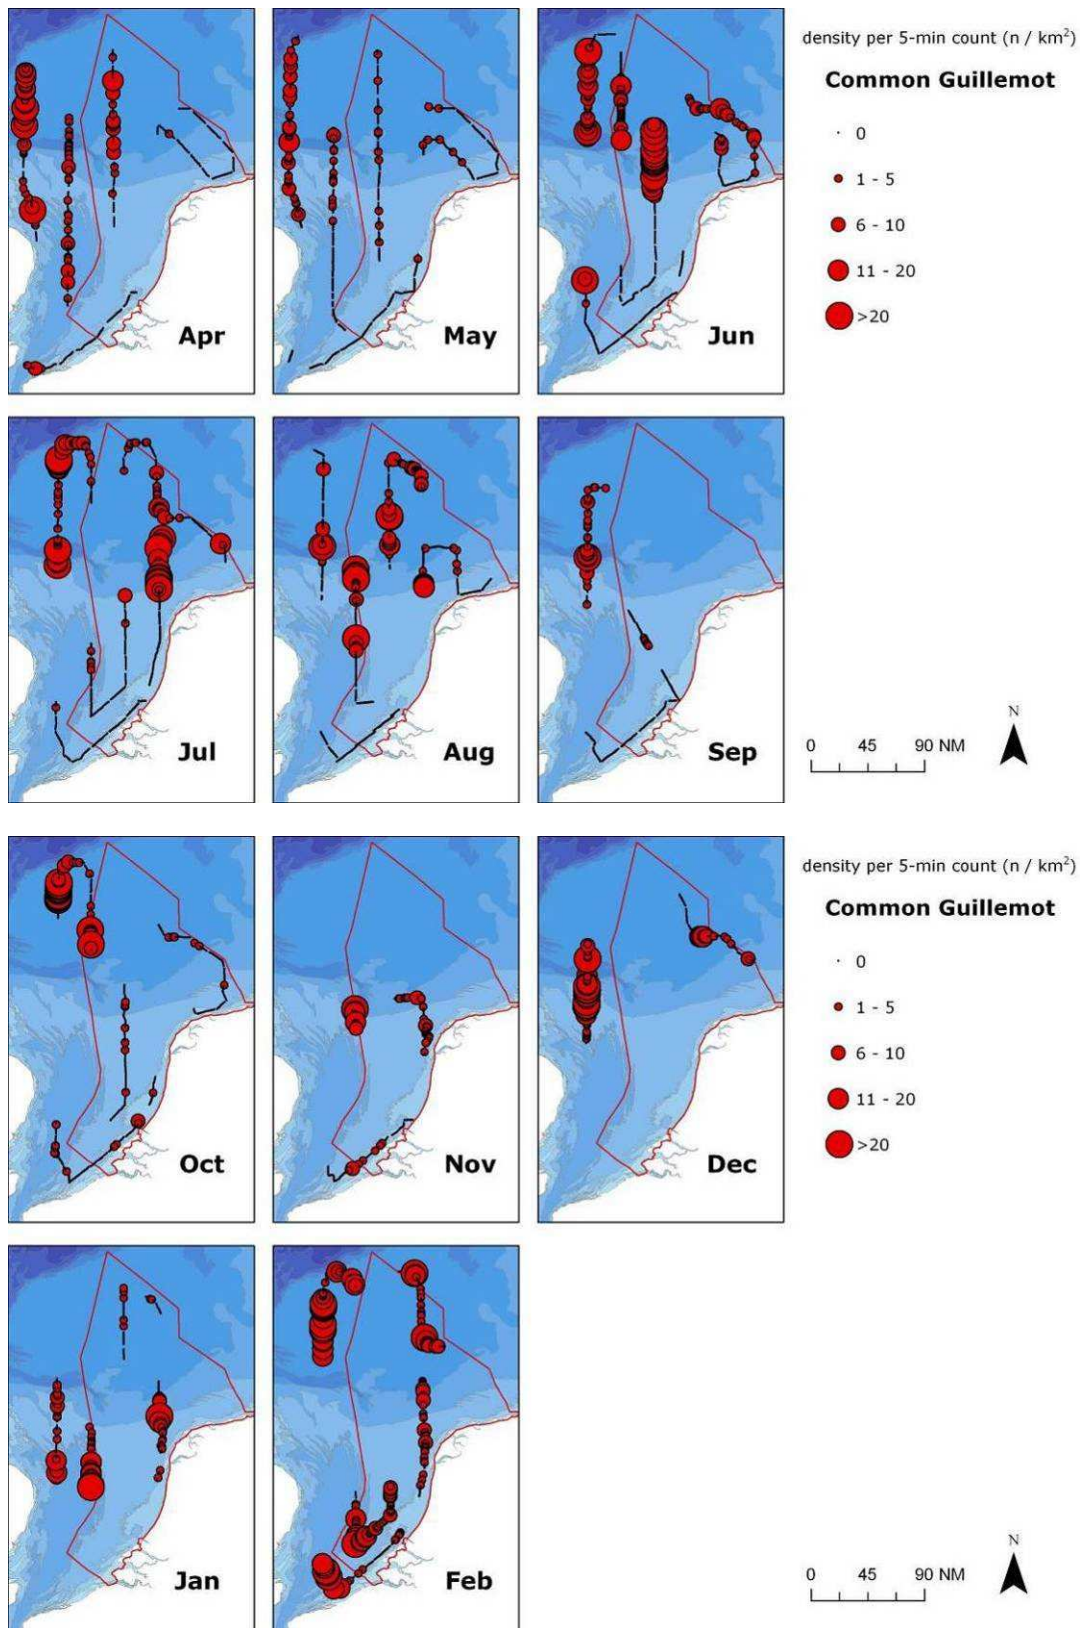 density per 5-min count (n / km²)
Common Guillemot
0
1 - 5
6 - 10
11 - 20
>20
Apr
May
Jun
Jul
Aug
Sep
N
0 45 90 NM
density per 5-min count (n / km²)
Common Guillemot
0
1 - 5
6 - 10
11 - 20
>20
Oct
Nov
Dec
Jan
Feb
N
0 45 90 NM